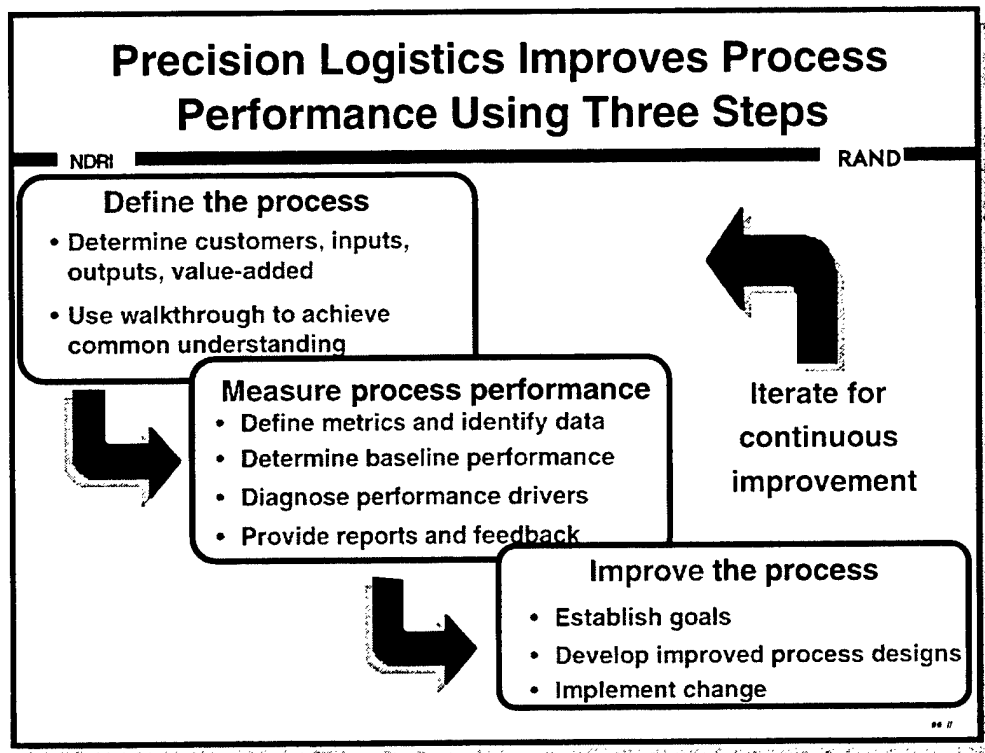 Precision Logistics Improves Process
Performance Using Three Steps
NDRI
RAND
Define the process
• Determine customers, inputs,
outputs, value-added
• Use walkthrough to achieve
common understanding
Measure process performance
• Define metrics and identify data
• Determine baseline performance
• Diagnose performance drivers
• Provide reports and feedback
Iterate for
continuous
improvement
Improve the process
• Establish goals
• Develop improved process designs
• Implement change